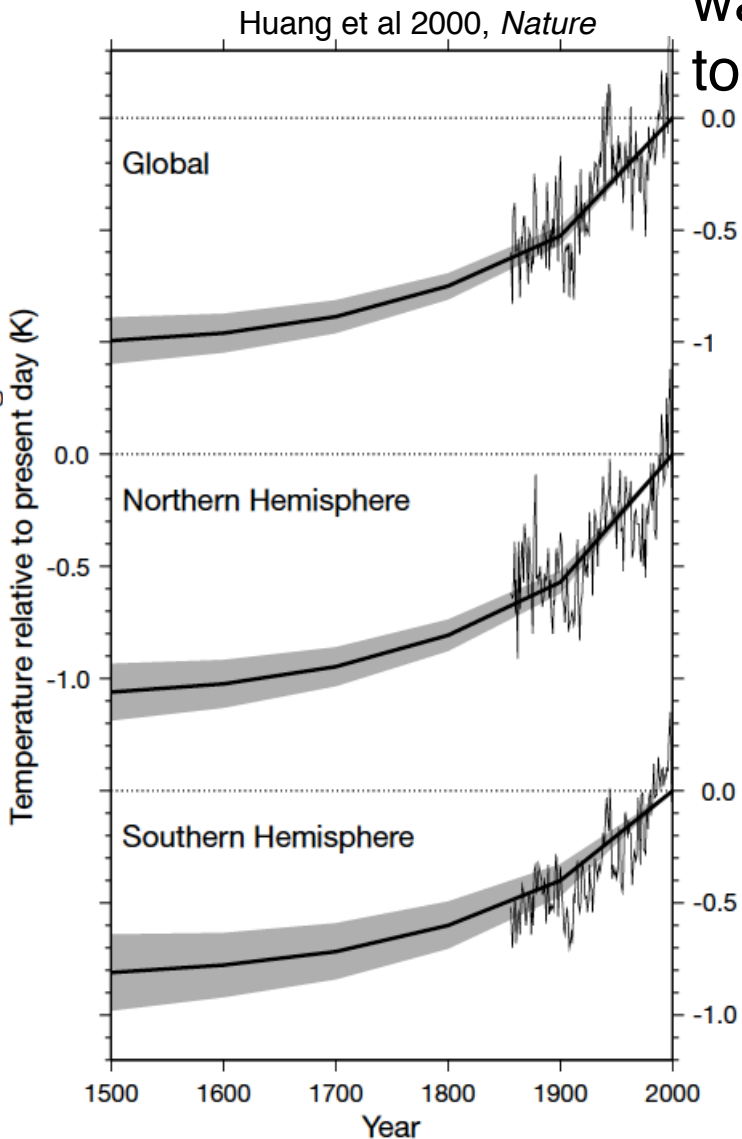 Huang et al 2000, Nature
to
Global
0.0
-0.5
-1
Temperature relative to present day (K)
Northern Hemisphere
0.0
-0.5
-1.0
Southern Hemisphere
0.0
-0.5
-1.0
1500 1600 1700 1800 1900 2000
Year